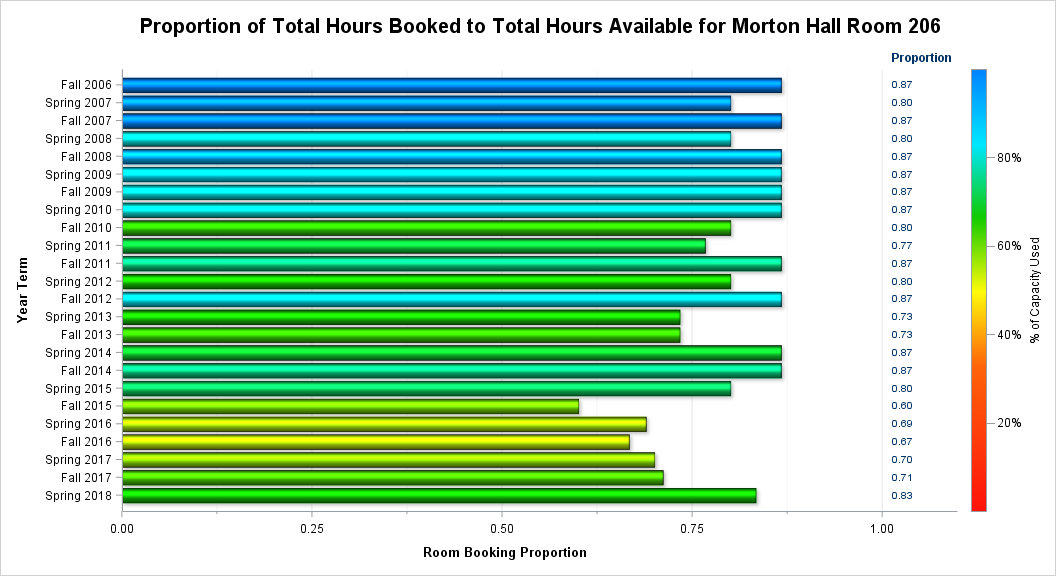 Proportion of Total Hours Booked to Total Hours Available for Morton Hall Room 206
Proportion
Fall 2006 0.87
Spring 2007 0.80
Fall 2007 0.87
Spring 2008 0.80
Fall 2008 0.87
Spring 2009 0.87
Fall 2009 0.87
Spring 2010 0.87
Fall 2010 0.80
Spring 2011 0.77
Fall 2011 0.87
Spring 2012 0.80
Fall 2012 0.87
Spring 2013 0.73
Fall 2013 0.73
Spring 2014 0.87
Fall 2014 0.87
Spring 2015 0.80
Fall 2015 0.60
Spring 2016 0.69
Fall 2016 0.67
Spring 2017 0.70
Fall 2017 0.71
Spring 2018 0.83
Year Term
0.00 0.25 0.50 0.75 1.00
Room Booking Proportion
80%
60%
40%
20%
% of Capacity Used